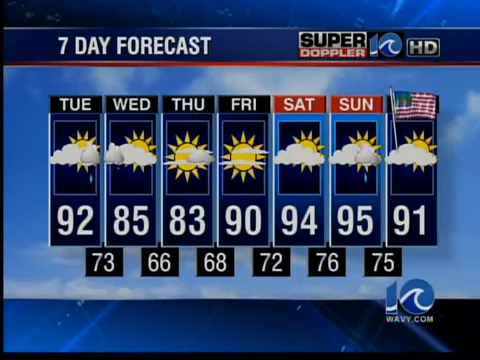 7 DAY FORECAST
SUPER DOPPLER 10 HD
TUE WED THU FRI SAT SUN
92 85 83 90 94 95 91
73 66 68 72 76 75
10
WAVY.COM